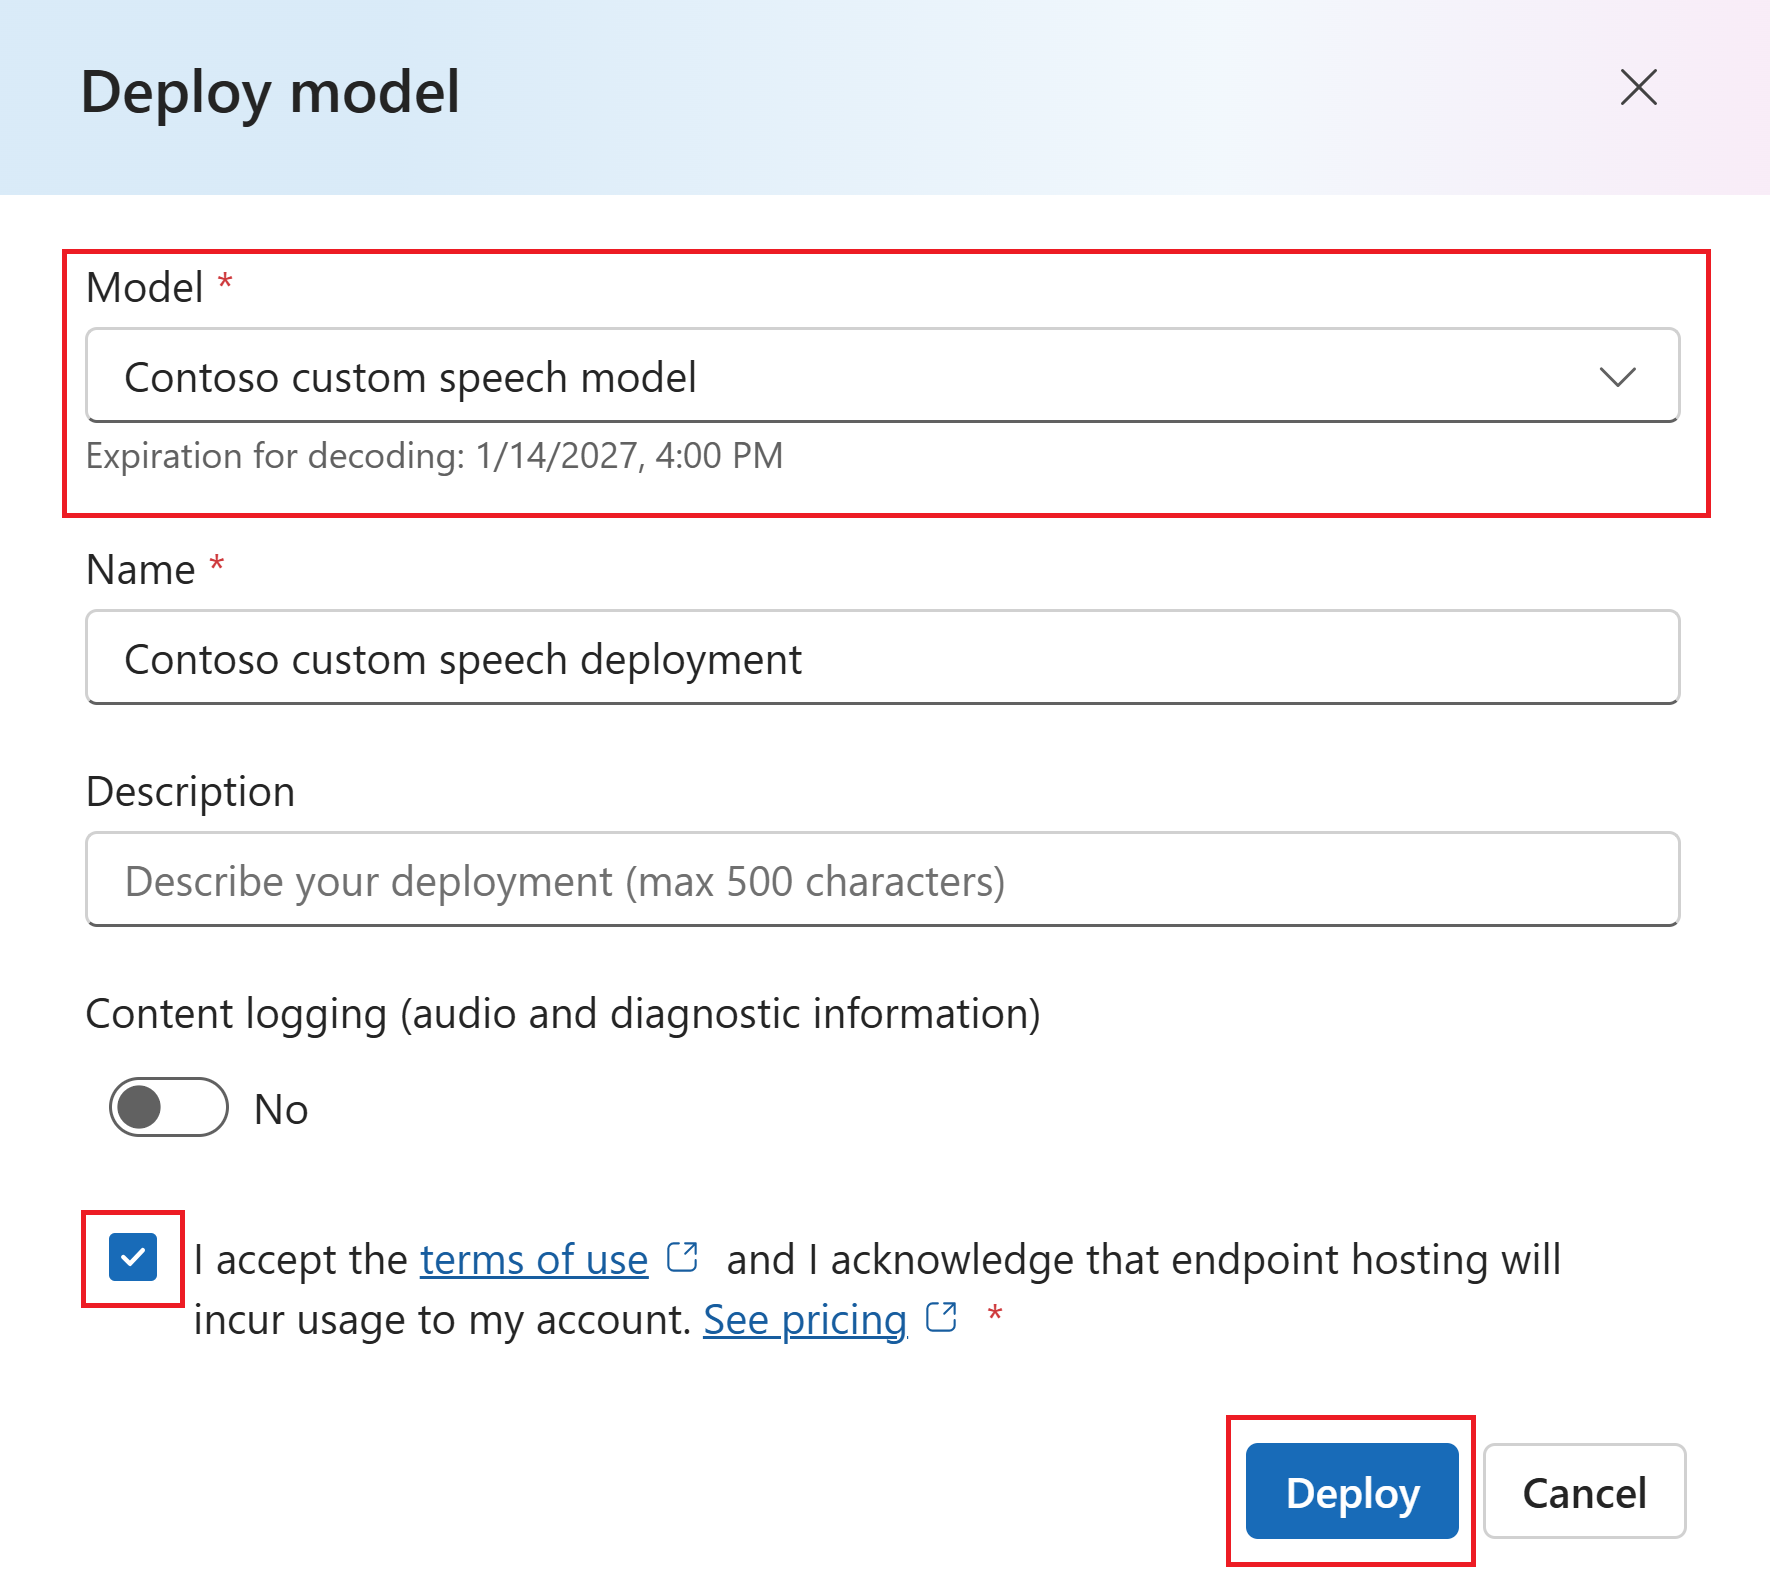 Deploy model
Model *
Contoso custom speech model
Expiration for decoding: 1/14/2027, 4:00 PM
Name *
Contoso custom speech deployment
Description
Describe your deployment (max 500 characters)
Content logging (audio and diagnostic information)
No
I accept the terms of use and I acknowledge that endpoint hosting will
incur usage to my account. See pricing *
Deploy Cancel